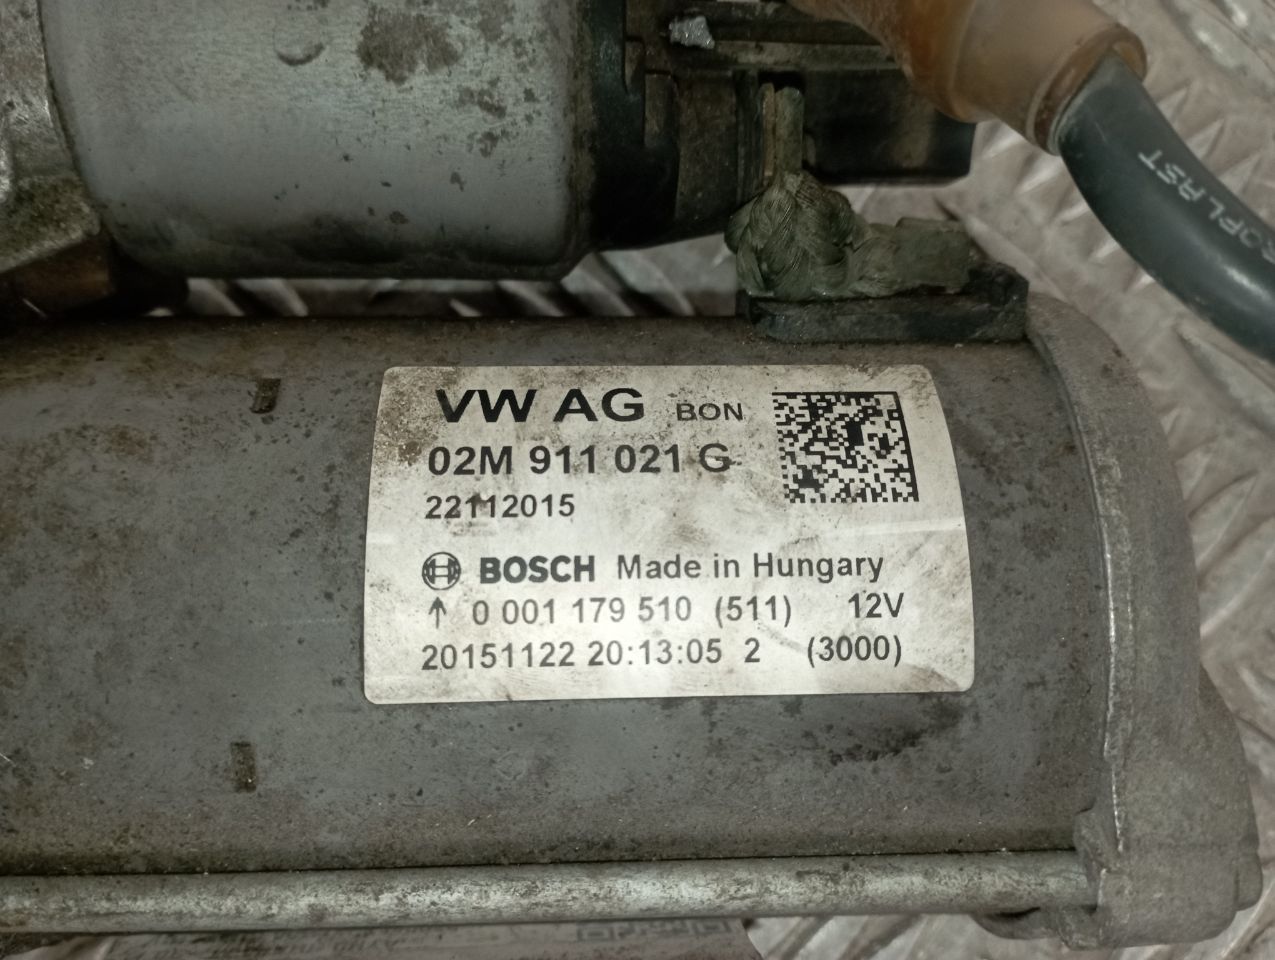 VW AG BON
02M 911 021 G
22112015
BOSCH Made in Hungary
↑ 0 001 179 510 (511) 12V
20151122 20:13:05 2 (3000)